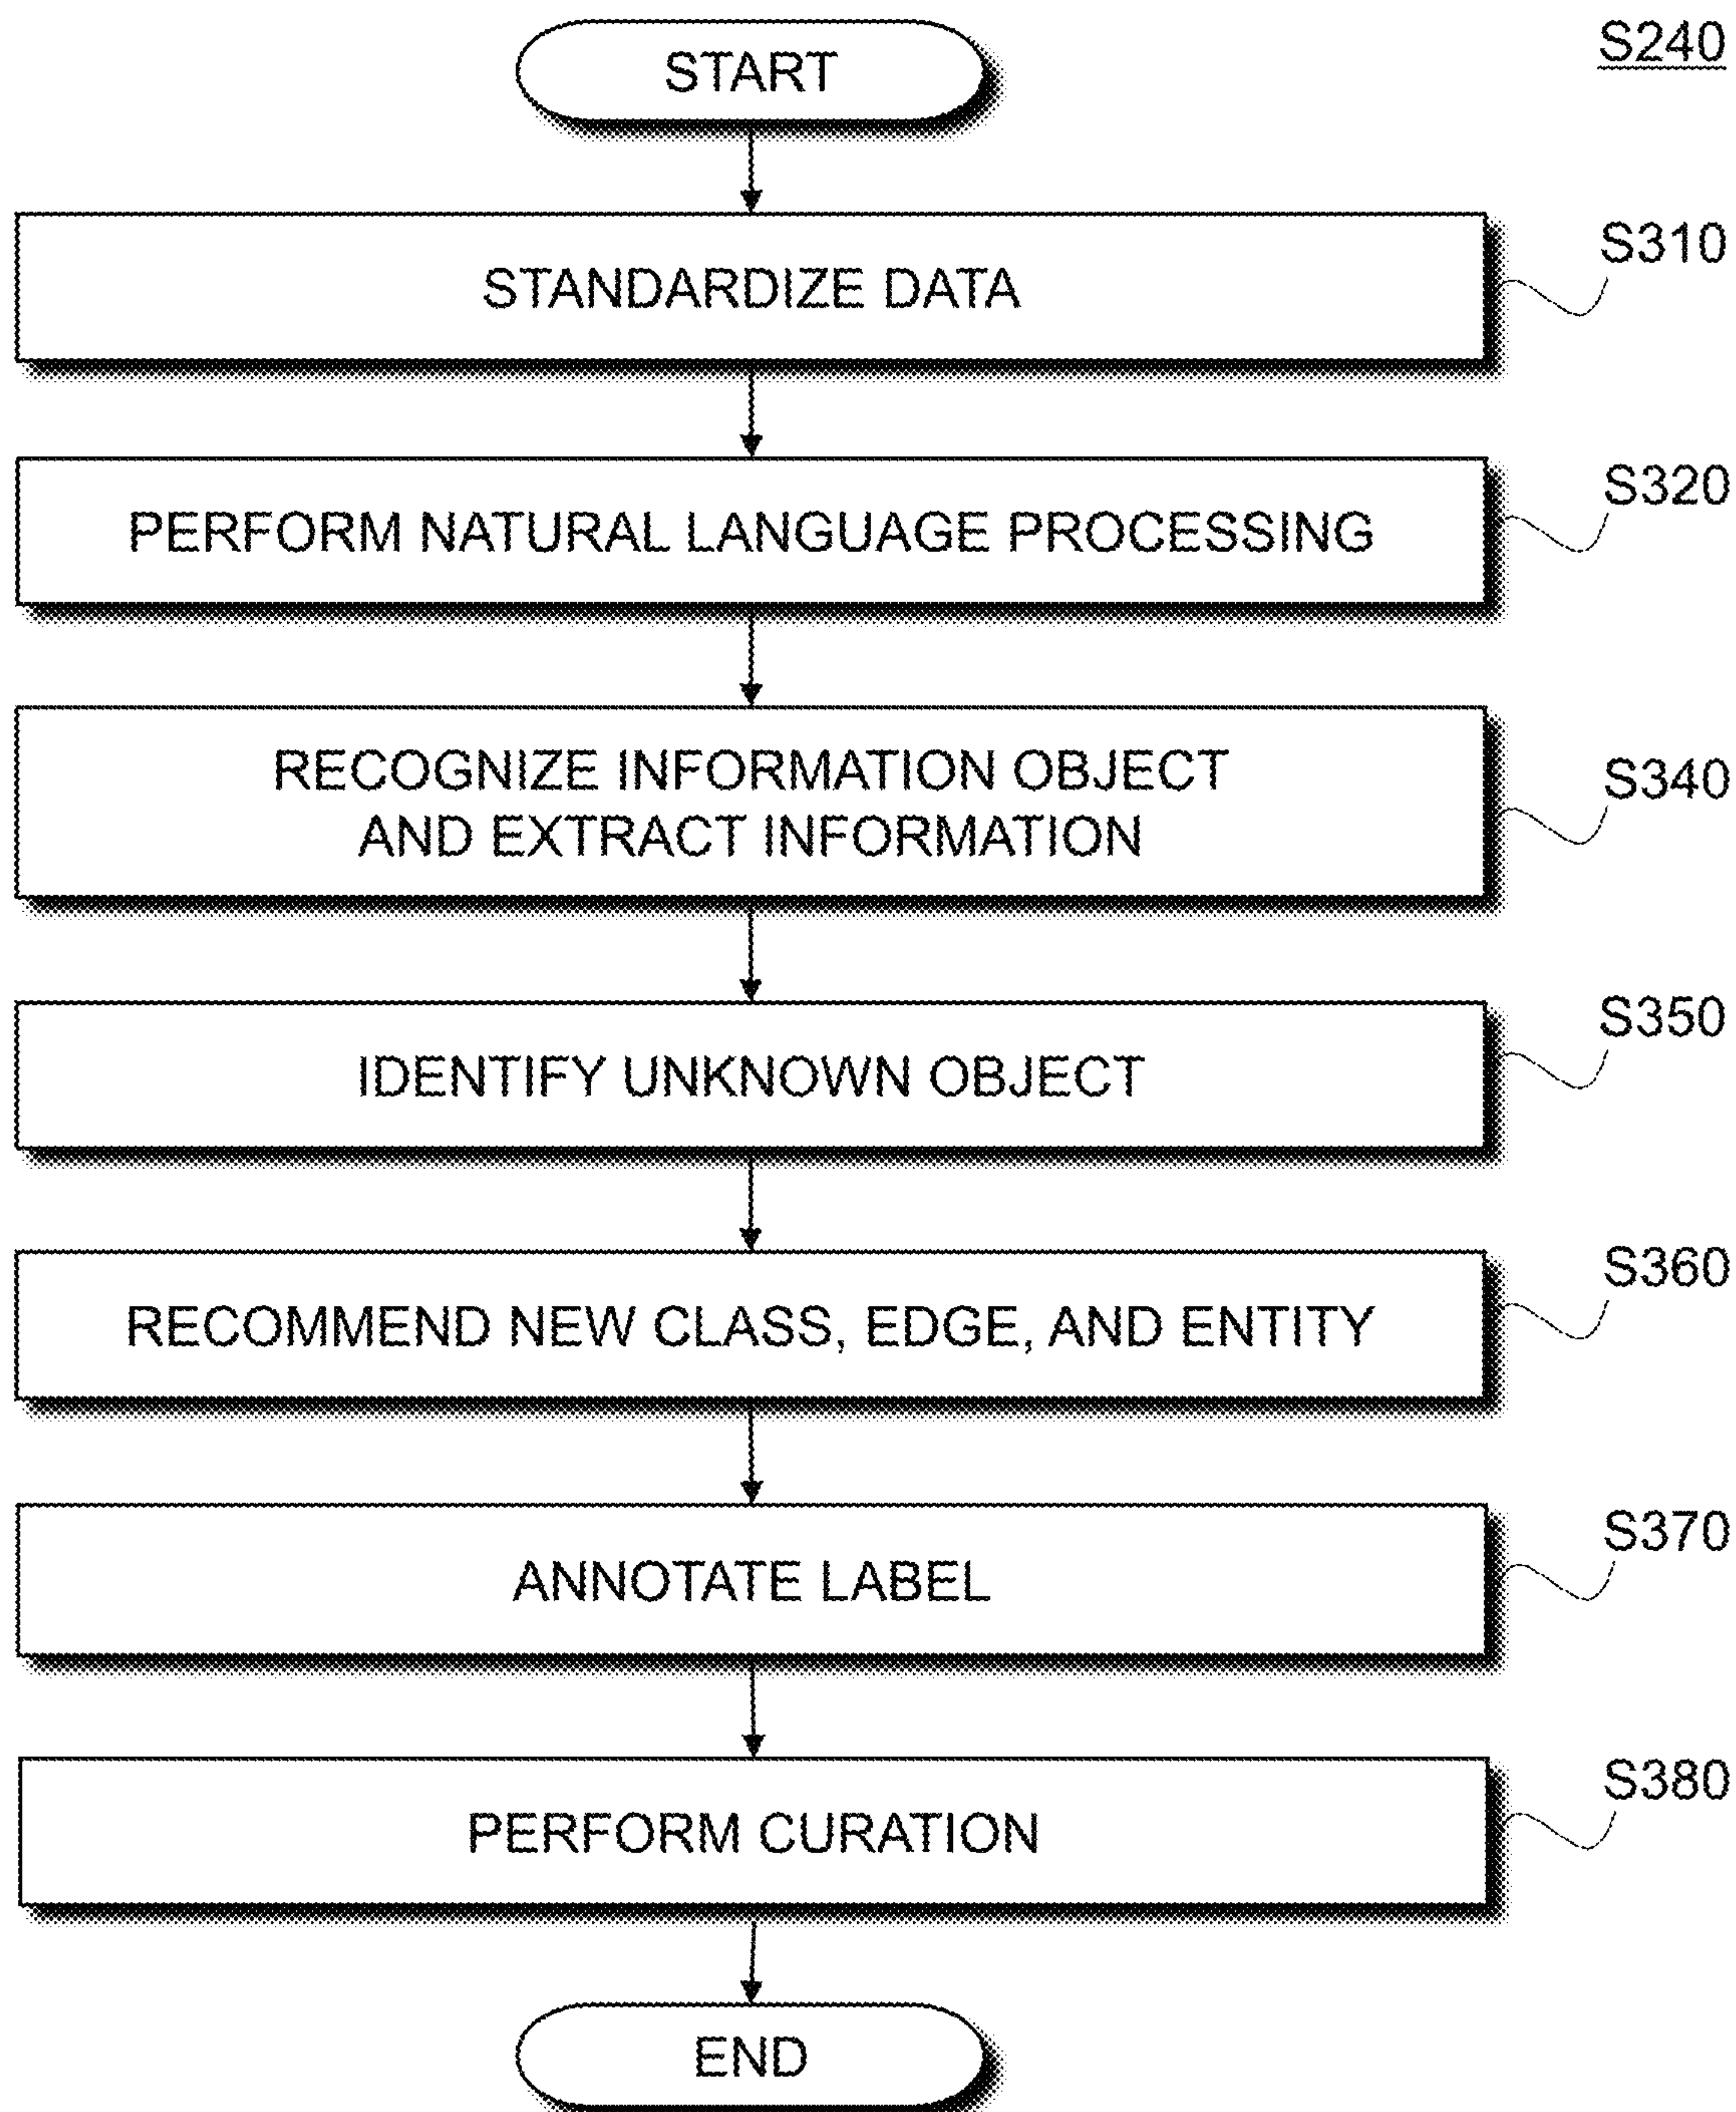 S240
START
STANDARDIZE DATA
S310
PERFORM NATURAL LANGUAGE PROCESSING
S320
RECOGNIZE INFORMATION OBJECT
AND EXTRACT INFORMATION
S340
IDENTIFY UNKNOWN OBJECT
S350
RECOMMEND NEW CLASS, EDGE, AND ENTITY
S360
ANNOTATE LABEL
S370
PERFORM CURATION
S380
END